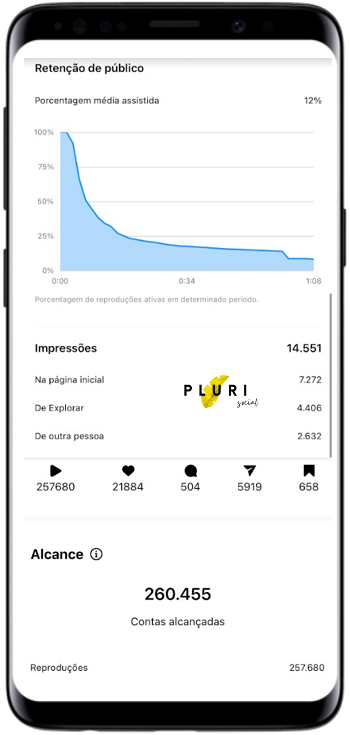 Retenção de público
Porcentagem média assistida 12%
100%
75%
50%
25%
0%
0:00 0:34 1:08
Porcentagem de reproduções ativas em determinado período.
Impressões 14.551
Na página inicial 7.272
PLURI
social
De Explorar 4.406
De outra pessoa 2.632
257680 21884 504 5919 658
Alcance
260.455
Contas alcançadas
Reproduções 257.680